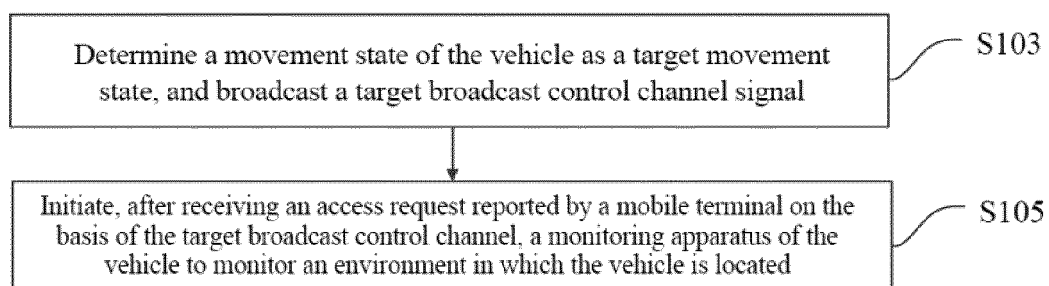 Determine a movement state of the vehicle as a target movement
state, and broadcast a target broadcast control channel signal
S103
Initiate, after receiving an access request reported by a mobile terminal on the
basis of the target broadcast control channel, a monitoring apparatus of the
vehicle to monitor an environment in which the vehicle is located
S105